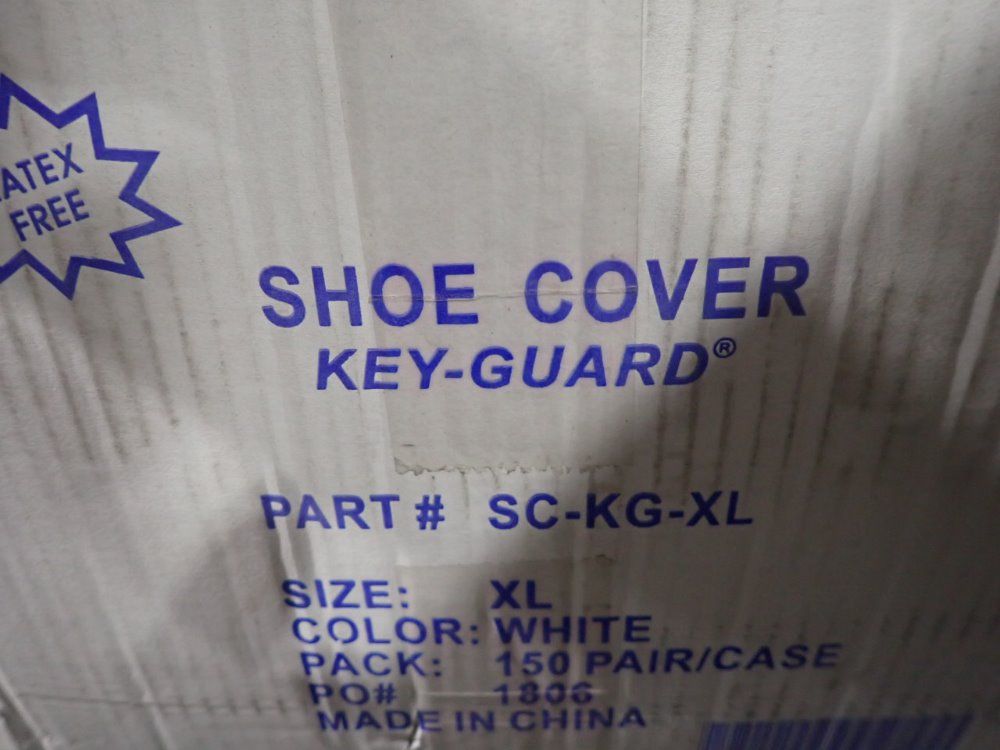 ATEX
FREE
SHOE COVER
KEY-GUARD®
PART # SC-KG-XL
SIZE: XL
COLOR: WHITE
PACK: 150 PAIR/CASE
PO# 1806
MADE IN CHINA